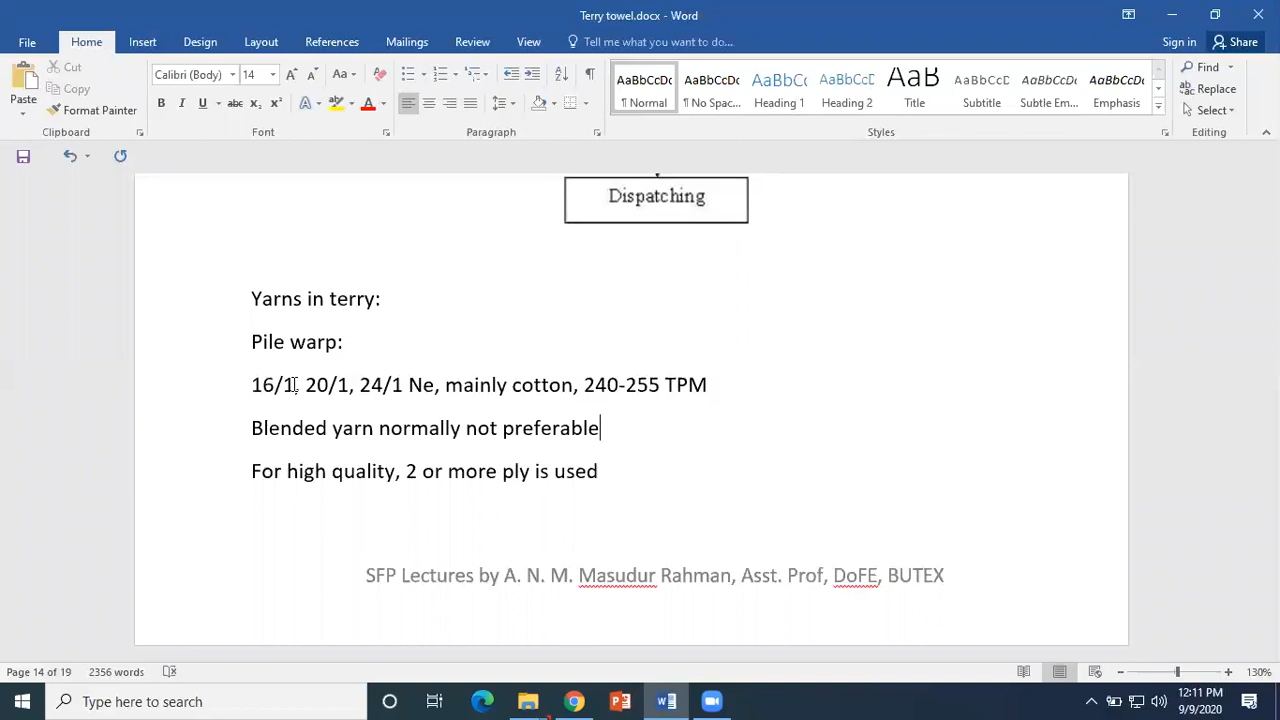 Terry towel.docx - Word
File Home Insert Design Layout References Mailings Review View Tell me what you want to do... Sign in Share
Cut
Copy
Format Painter
Paste
Clipboard
Calibri (Body) 14
Font
Paragraph
AaBbCcDc AaBbCcDc AaBbCc AaBbCcD AaB AaBbCcD AaBbCcDc AaBbCcDc
¶ Normal ¶ No Spac... Heading Heading 2 Title Subtitle Subtle Em... Emphasis
Styles
Find
Replace
Select
Editing
Dispatching
Yarns in terry:
Pile warp:
16/1, 20/1, 24/1 Ne, mainly cotton, 240-255 TPM
Blended yarn normally not preferable
For high quality, 2 or more ply is used
SFP Lectures by A. N. M. Masudur Rahman, Asst. Prof, DoFE, BUTEX
Page 14 of 19 2356 words 130%
Type here to search
12:11 PM
9/9/2020